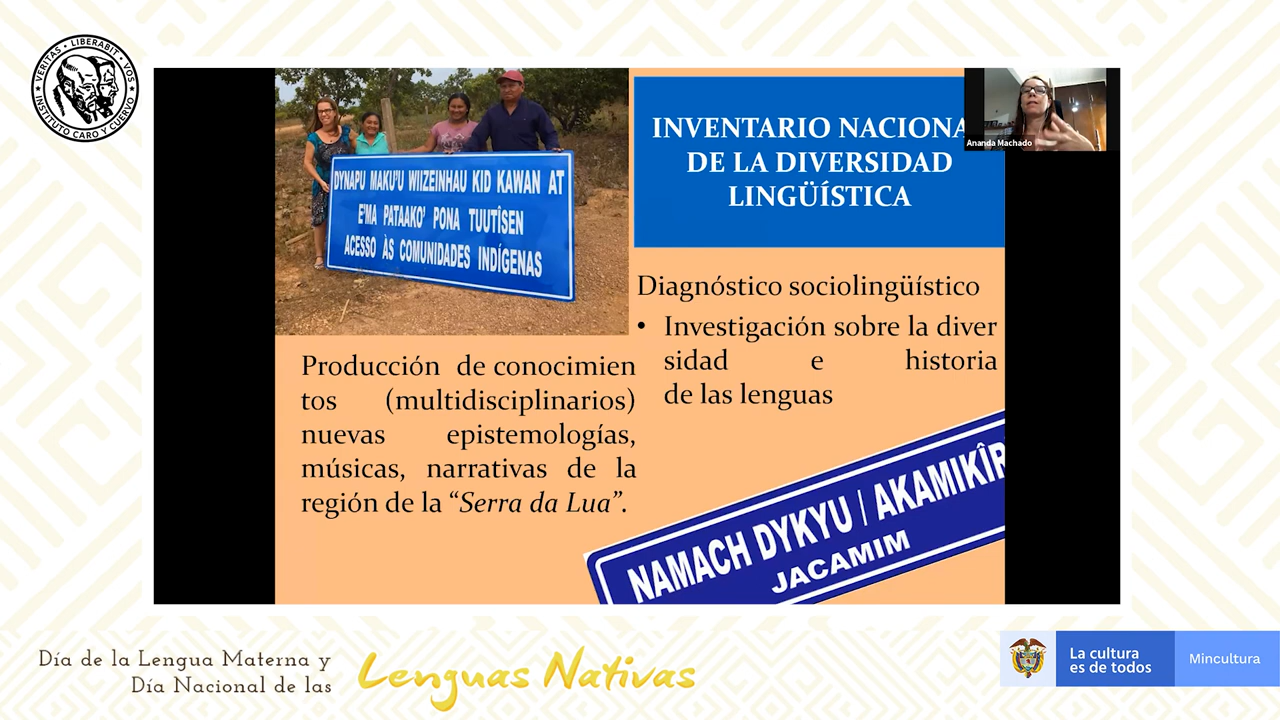 VERITAS • LIBERABIT • VOS
INSTITUTO CARO Y CUERVO
DYNAPU MAKU'U WIIZEINHAU KID KAWAN AT
E'MA PATAAKO' PONA TUUTÎSEN
ACESSO ÀS COMUNIDADES INDÍGENAS
INVENTARIO NACIONA
DE LA DIVERSIDAD
LINGÜÍSTICA
Ananda Machado
Diagnóstico sociolingüístico
• Investigación sobre la diver
sidad e historia
de las lenguas
Producción de conocimien
tos (multidisciplinarios)
nuevas epistemologías,
músicas, narrativas de la
región de la “Serra da Lua”.
NAMACH DYKYU | AKAMIKÎR
JACAMIM
Día de la Lengua Materna y
Día Nacional de las
Lenguas Nativas
La cultura
es de todos
Mincultura